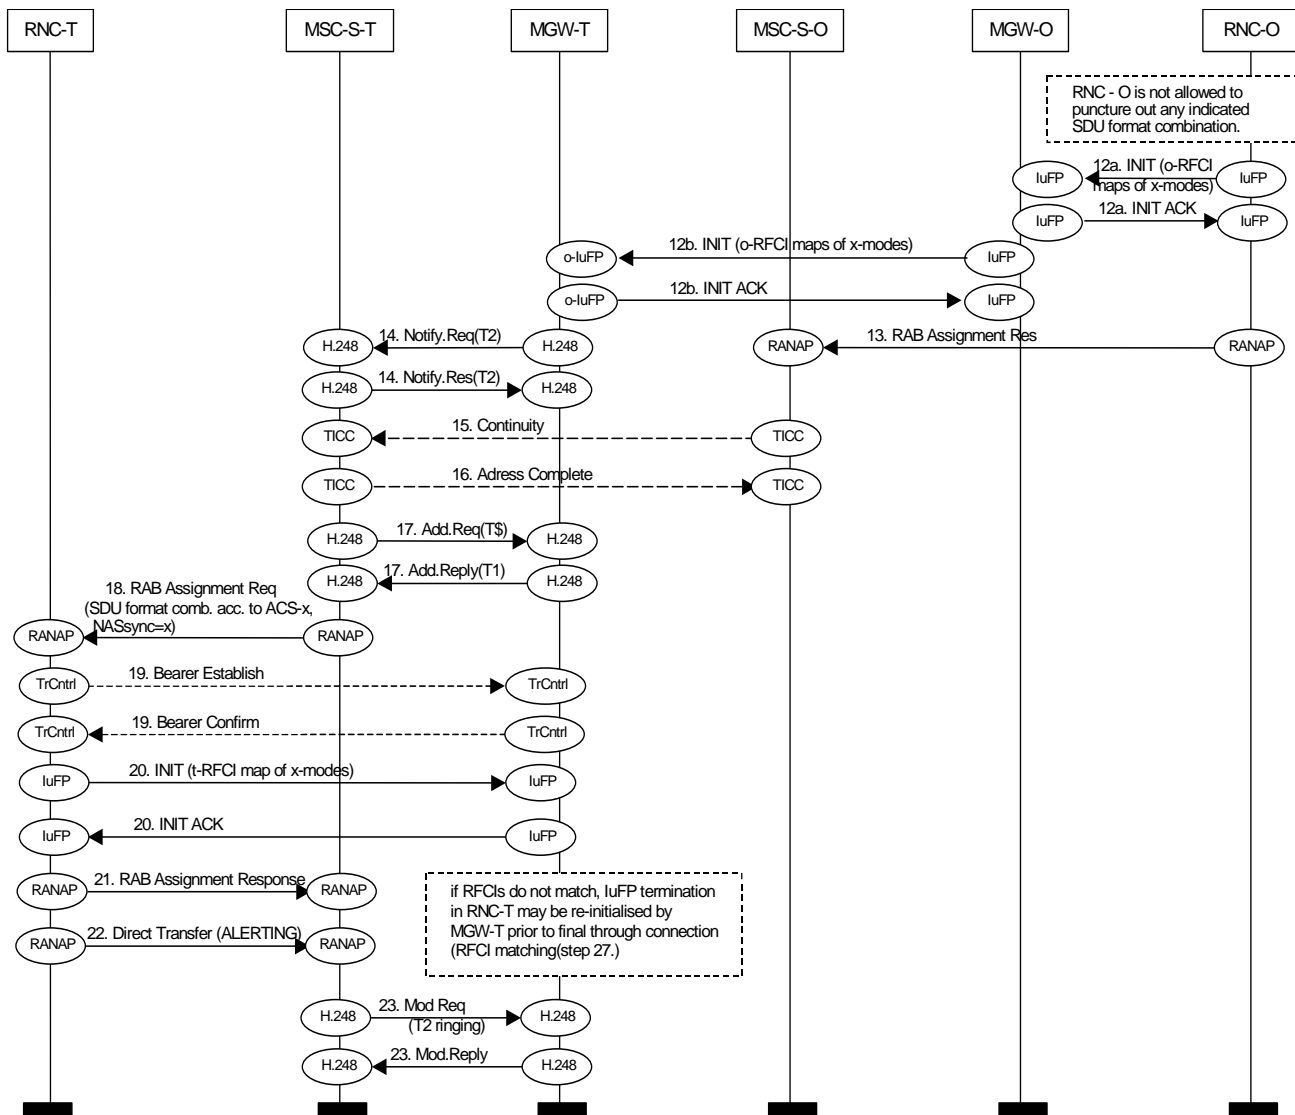 RNC-T
MSC-S-T
MGW-T
MSC-S-O
MGW-O
RNC-O
RNC - O is not allowed to
puncture out any indicated
SDU format combination.
IuFP
12a. INIT (o-RFCI
maps of x-modes)
IuFP
IuFP
12a. INIT ACK
IuFP
o-IuFP
12b. INIT (o-RFCI maps of x-modes)
IuFP
o-IuFP
12b. INIT ACK
IuFP
H.248
14. Notify.Req(T2)
H.248
RANAP
13. RAB Assignment Res
RANAP
H.248
14. Notify.Res(T2)
H.248
TICC
15. Continuity
TICC
TICC
16. Adress Complete
TICC
H.248
17. Add.Req(T$)
H.248
H.248
17. Add.Reply(T1)
H.248
18. RAB Assignment Req
(SDU format comb. acc. to ACS-x,
NASsync=x)
RANAP
RANAP
TrCntrl
19. Bearer Establish
TrCntrl
TrCntrl
19. Bearer Confirm
TrCntrl
IuFP
20. INIT (t-RFCI map of x-modes)
IuFP
IuFP
20. INIT ACK
IuFP
RANAP
21. RAB Assignment Response
RANAP
if RFCIs do not match, IuFP termination
in RNC-T may be re-initialised by
MGW-T prior to final through connection
(RFCI matching(step 27.)
RANAP
22. Direct Transfer (ALERTING)
RANAP
H.248
23. Mod Req
(T2 ringing)
H.248
H.248
23. Mod.Reply
H.248